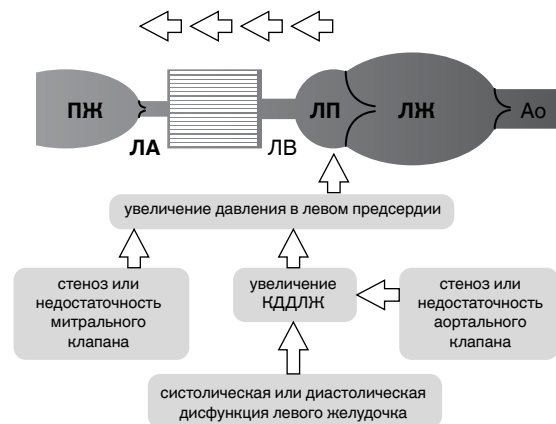 ПЖ
ЛА
ЛВ
ЛП
ЛЖ
Ао
увеличение давления в левом предсердии
стеноз или
недостаточность
митрального
клапана
увеличение
КДДЛЖ
стеноз или
недостаточность
аортального
клапана
систолическая или диастолическая
дисфункция левого желудочка